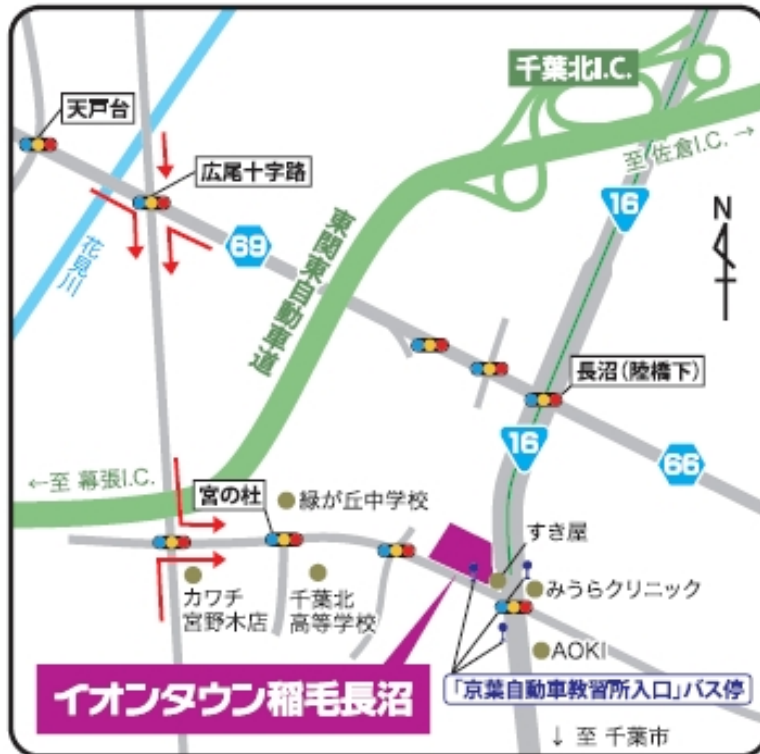 千葉北I.C.
天戸台
至 佐倉I.C. →
広尾十字路
16
N
69
花見川
東関東自動車道
長沼(陸橋下)
16
66
←至 幕張I.C.
宮の杜
緑が丘中学校
すき屋
カワチ
宮野木店
千葉北
高等学校
みうらクリニック
AOKI
イオンタウン稲毛長沼
「京葉自動車教習所入口」バス停
↓ 至 千葉市